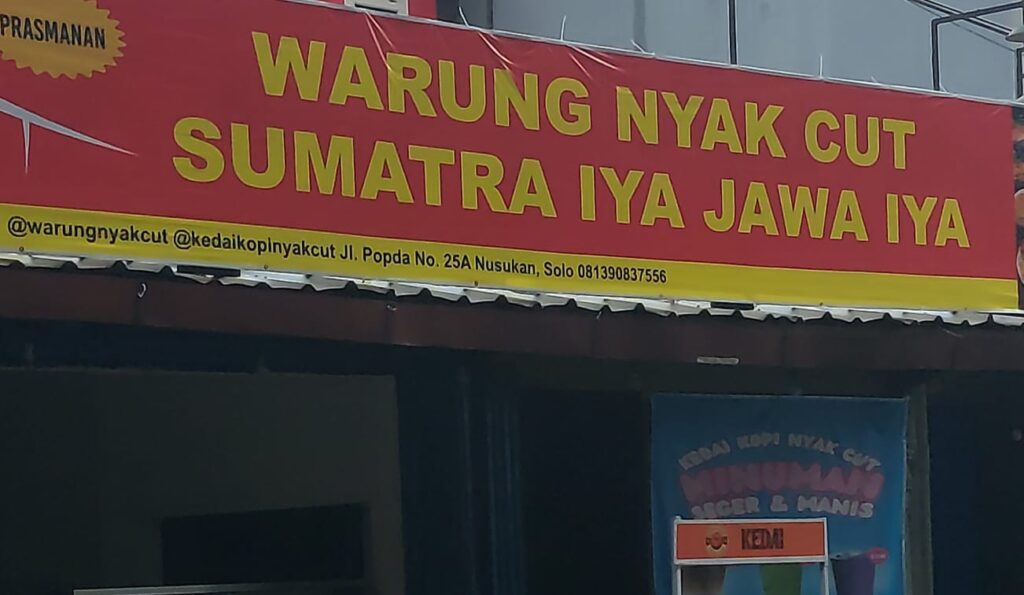 PRASMANAN
WARUNG NYAK CUT
SUMATRA IYA JAWA IYA
@warungnyakcut @kedaikopinyakcut Jl. Popda No. 25A Nusukan, Solo 081390837556
KEDAI KOPI NYAK CUT
MINUMAN
SEGER & MANIS
KEDAI